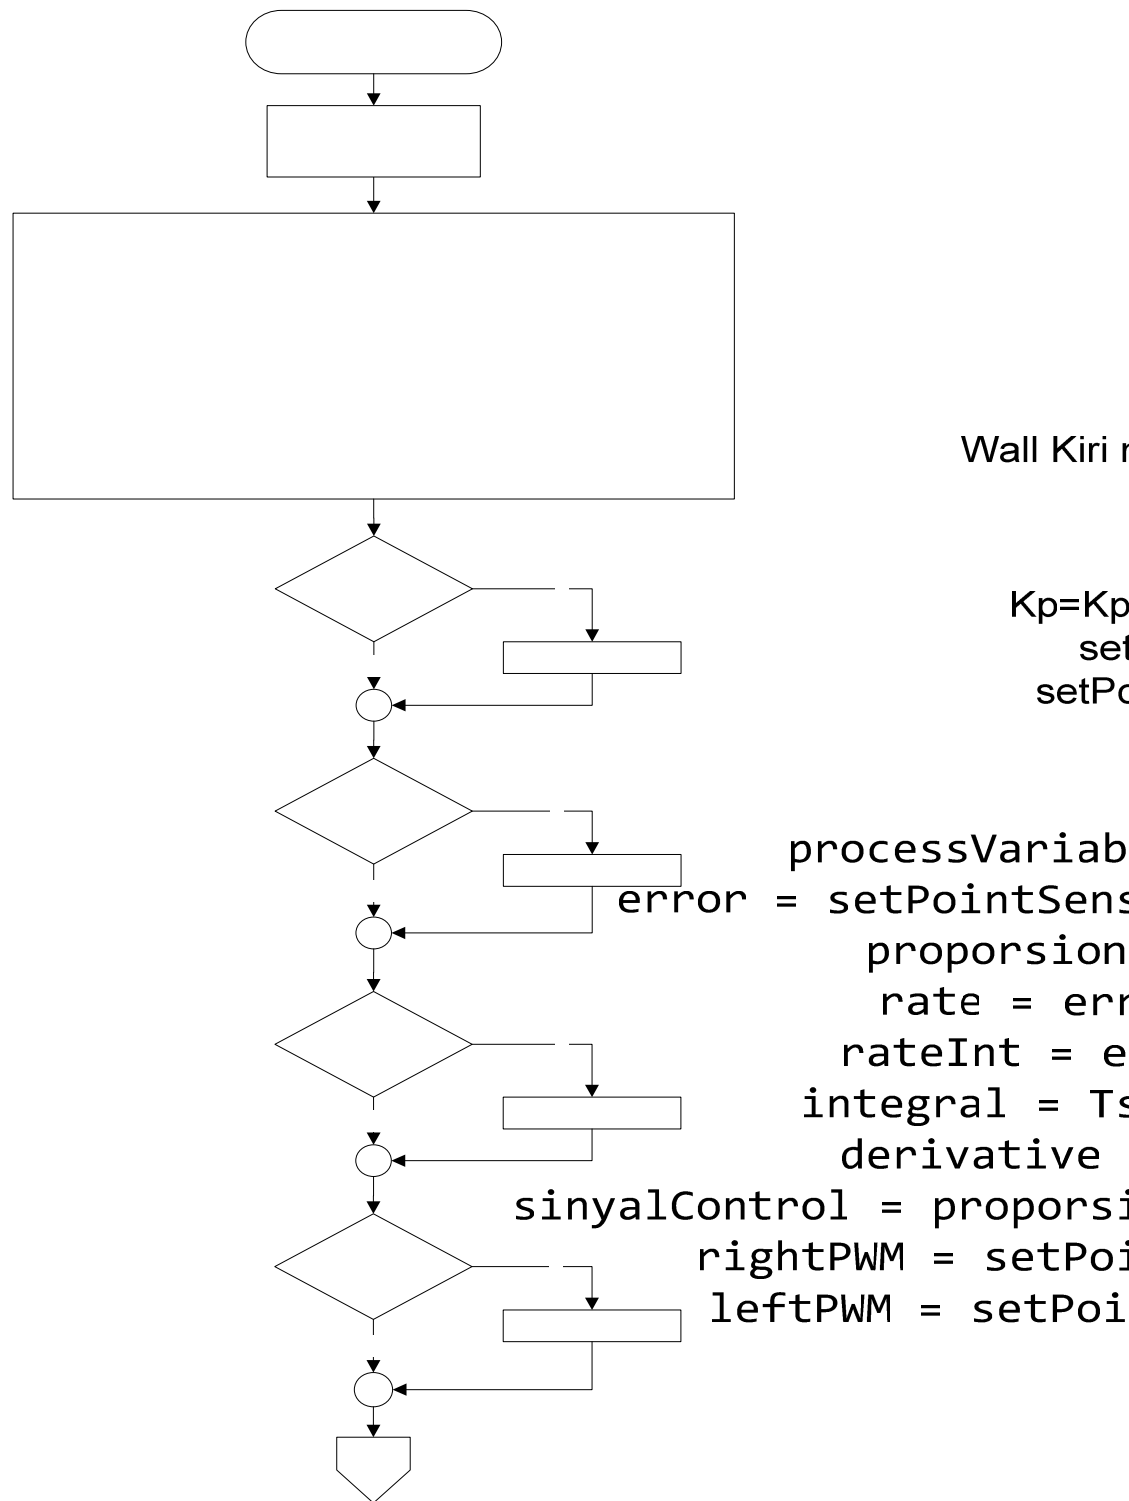 Wall Kiri
Kp=Kp
set
setPo
processVariab
error = setPointSens
proporsion
rate = err
rateInt = e
integral = Ts
derivative
sinyalControl = proporsi
rightPWM = setPoi
leftPWM = setPoi